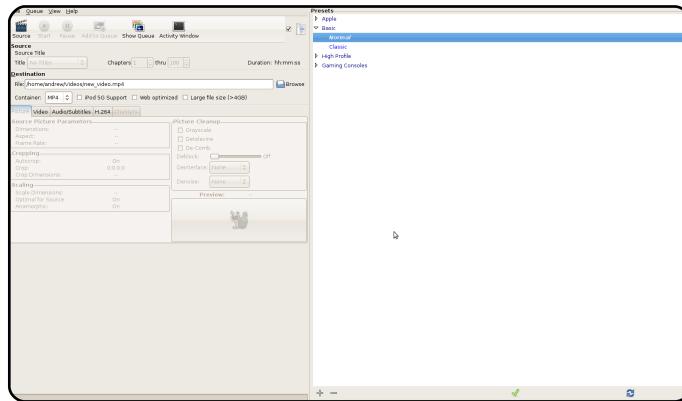 Queue View Help
Source Start Pause Add to Queue Show Queue Activity Window
Source
Source Title
Title No Titles Chapters 1 thru 100 Duration: hh:mm:ss
Destination
File: /home/andrew/Videos/new_video.mp4 Browse
Container: MP4 iPod 5G Support Web optimized Large file size (>4GB)
Picture Video Audio/Subtitles H.264
Source Picture Parameters
Dimensions: --
Aspect: --
Frame Rate: --
Cropping
Autocrop: On
Crop: 0:0:0:0
Crop Dimensions: --
Scaling
Scale Dimensions: --
Optimal for Source: On
Anamorphic: On
Picture Cleanup
Grayscale
Detelecine
De-Comb
Deblock: Off
Deinterlace: None
Denoise: None
Preview: --
Presets
Apple
Basic
Normal
Classic
High Profile
Gaming Consoles